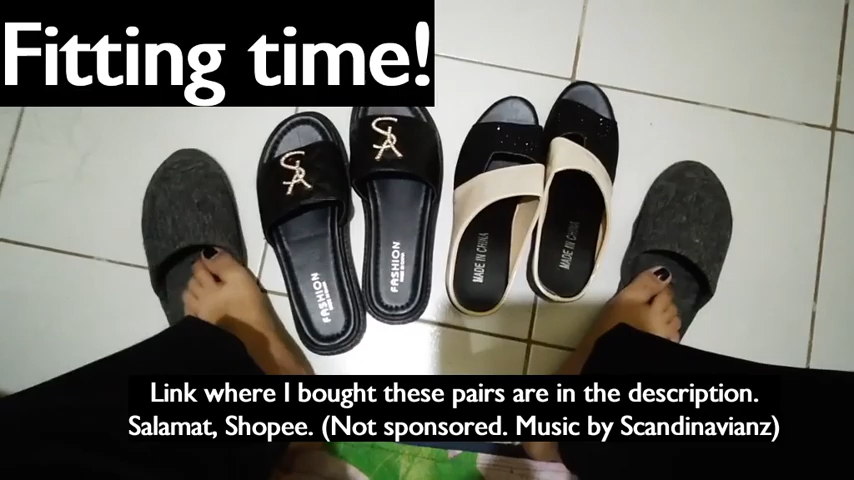 Fitting time!
SA
SA
FASHION
FASHION
MADE IN CHINA
MADE IN CHINA
Link where I bought these pairs are in the description.
Salamat, Shopee. (Not sponsored. Music by Scandinavianz)